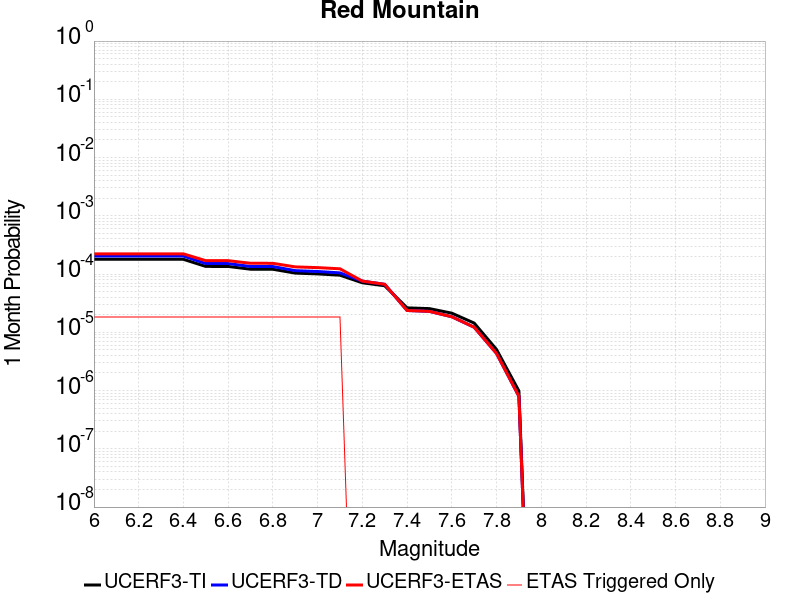 Red Mountain
1 Month Probability
10^0
10^-1
10^-2
10^-3
10^-4
10^-5
10^-6
10^-7
10^-8
6 6.2 6.4 6.6 6.8 7 7.2 7.4 7.6 7.8 8 8.2 8.4 8.6 8.8 9
Magnitude
UCERF3-TI UCERF3-TD UCERF3-ETAS ETAS Triggered Only